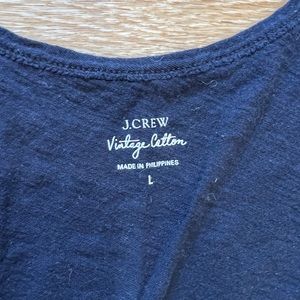 J.CREW
Vintage Cotton
MADE IN PHILIPPINES
L